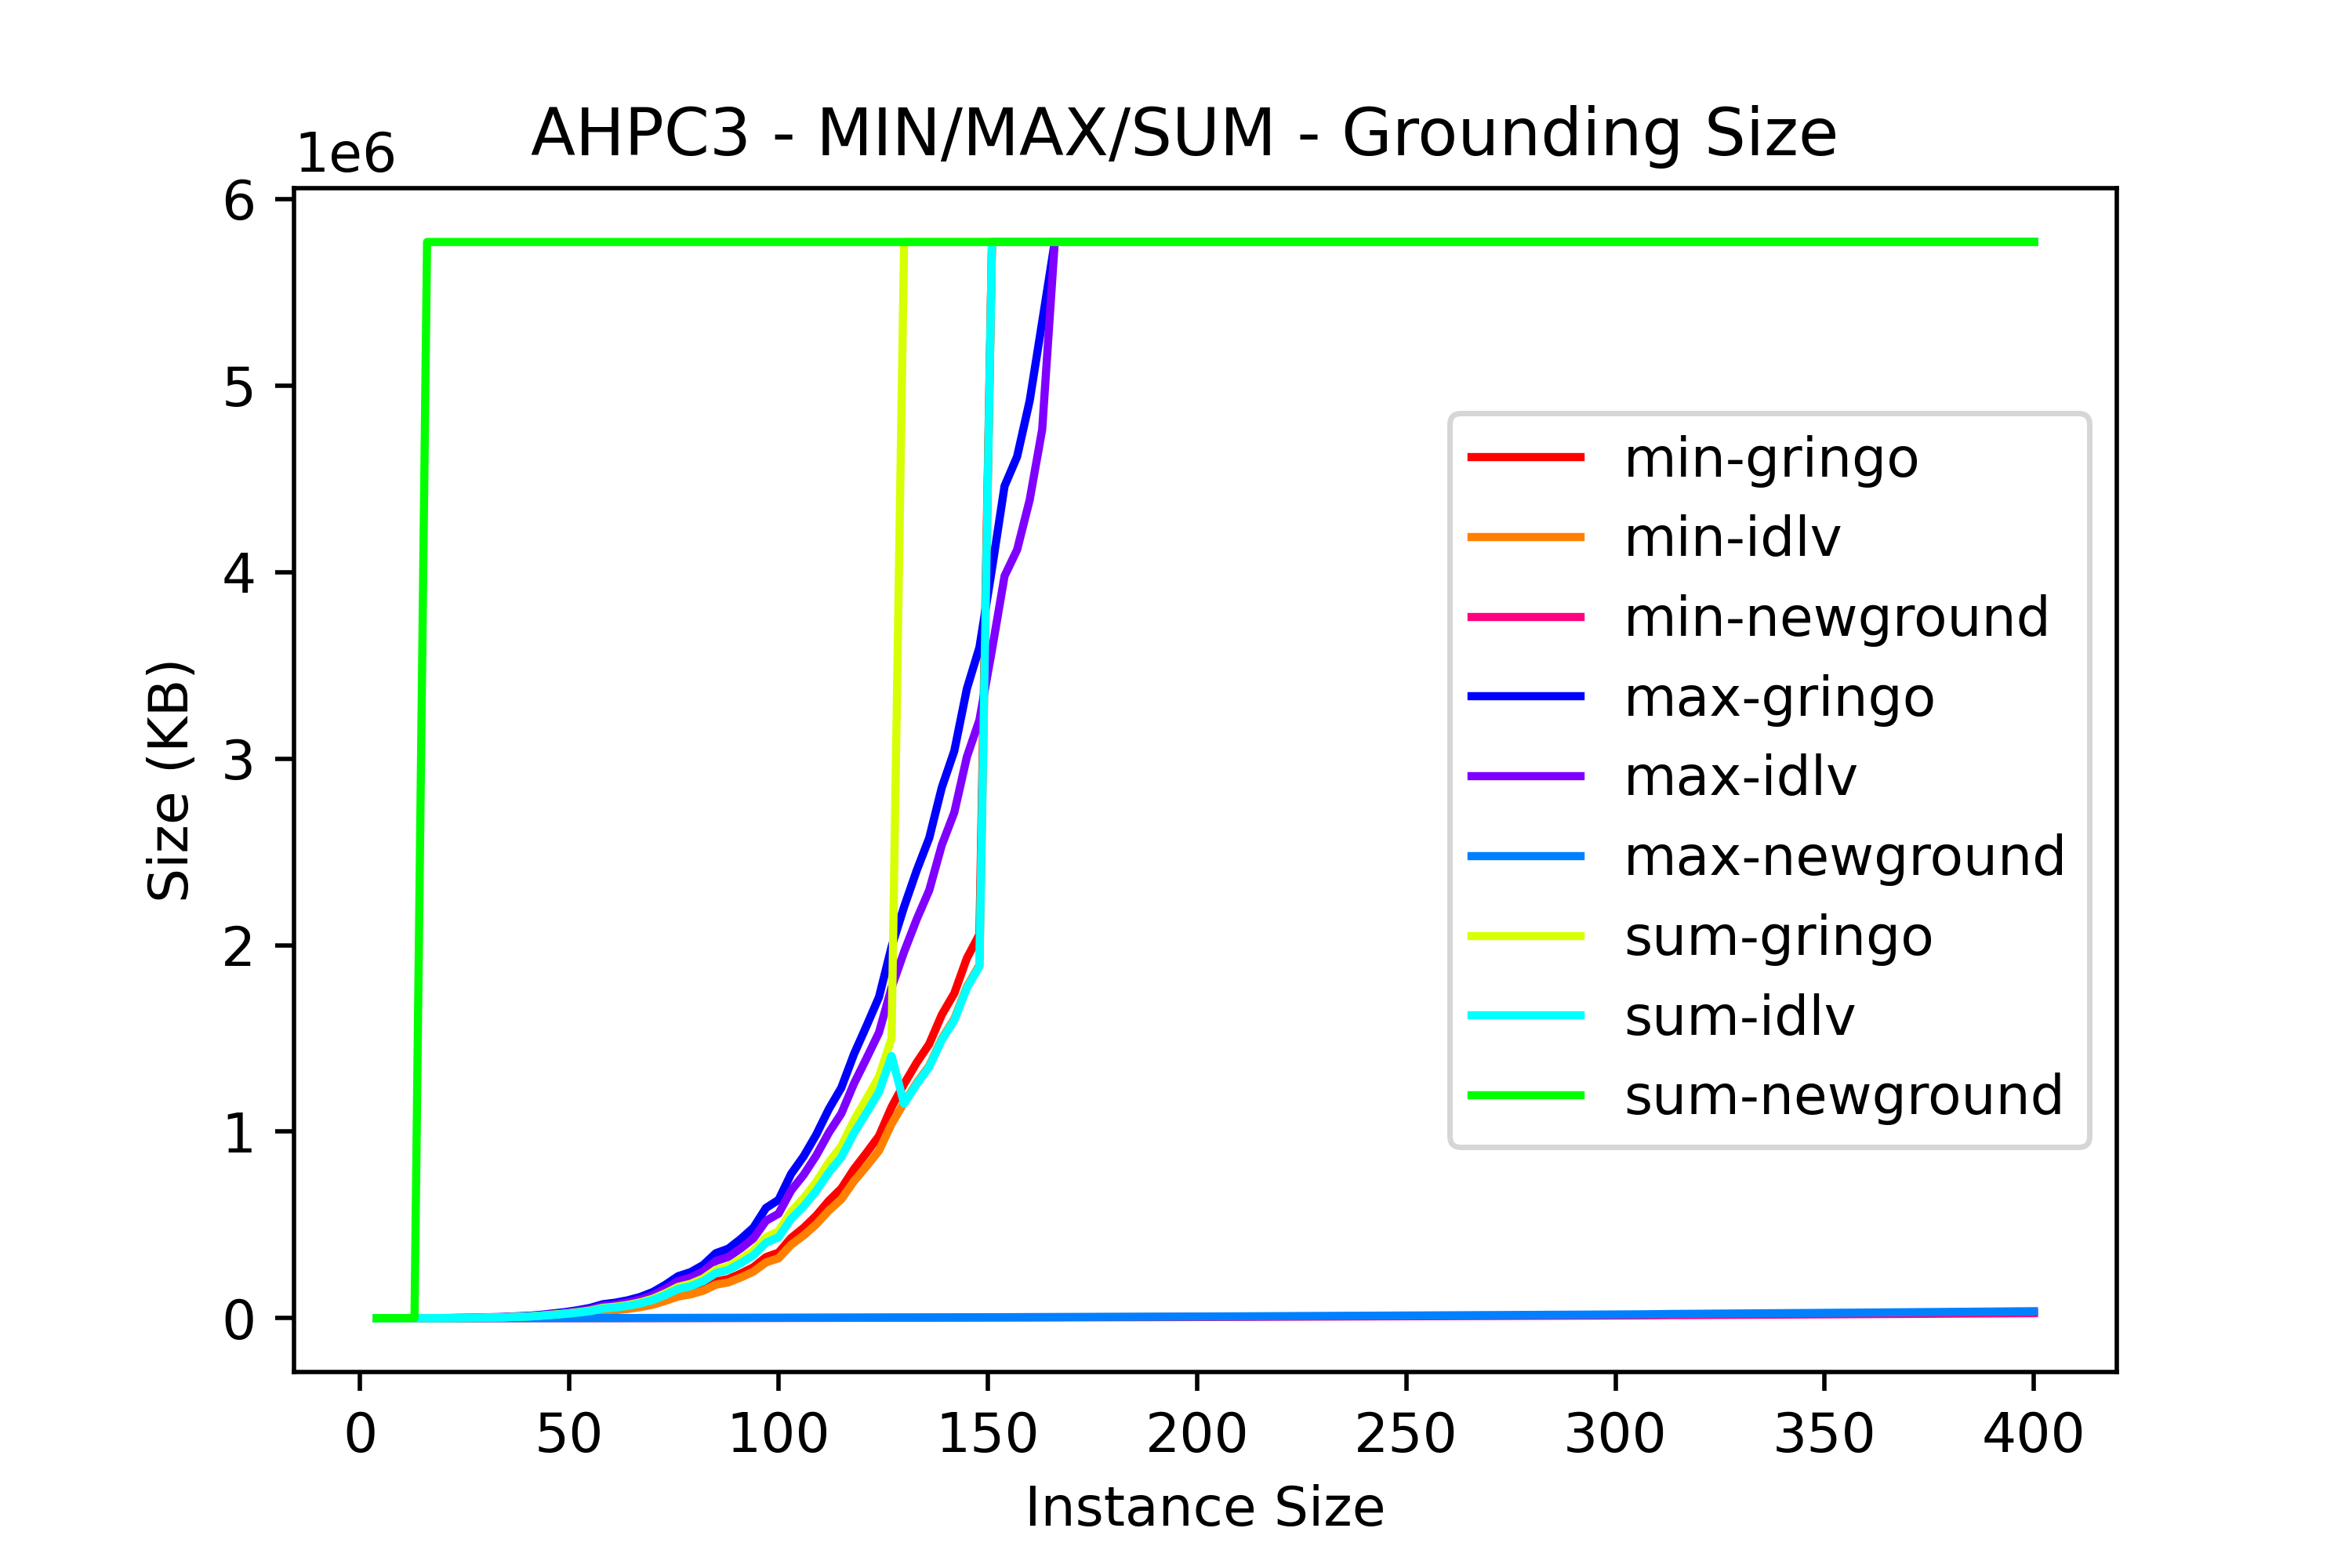 AHPC3 - MIN/MAX/SUM - Grounding Size
1e6
6
5
4
3
2
1
0
Size (KB)
min-gringo
min-idlv
min-newground
max-gringo
max-idlv
max-newground
sum-gringo
sum-idlv
sum-newground
0 50 100 150 200 250 300 350 400
Instance Size